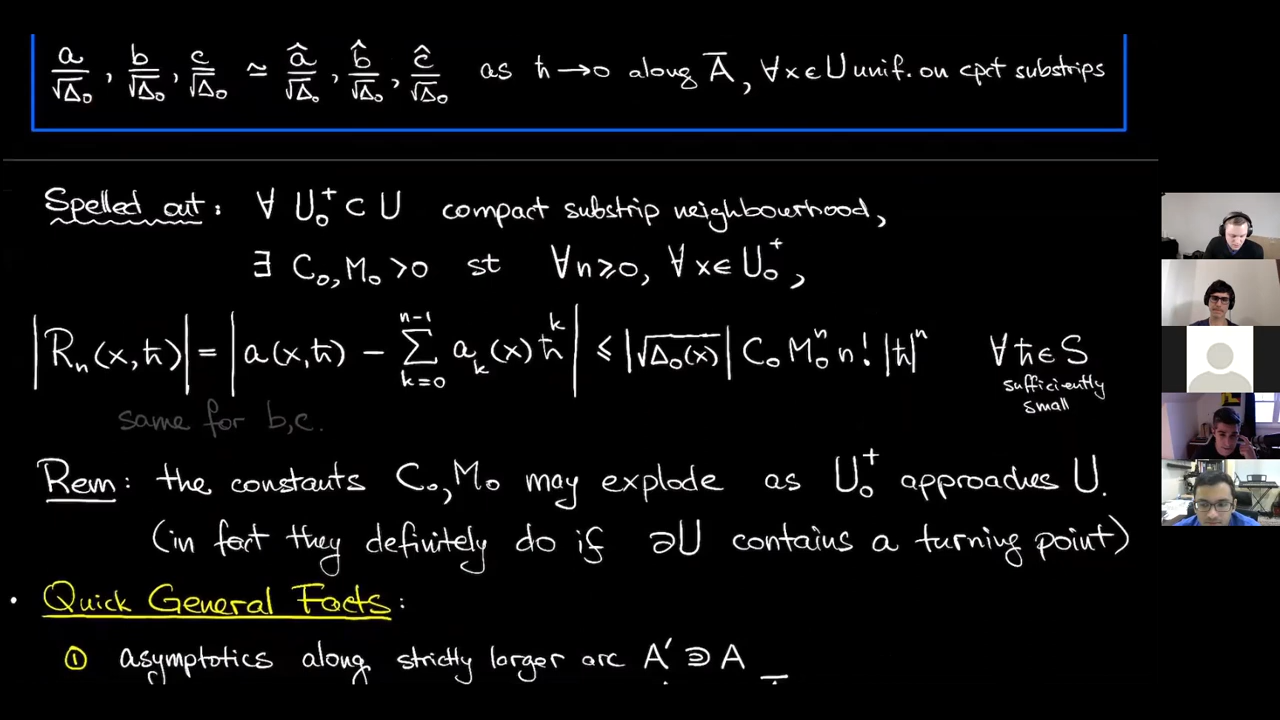 a/√Δ₀ , b/√Δ₀ , c/√Δ₀ ≃ â/√Δ₀ , b̂/√Δ₀ , ĉ/√Δ₀ as ħ→0 along Ā, ∀x∈U unif. on cpct substrips
Spelled out: ∀ U₀⁺ ⊂ U compact substrip neighbourhood,
∃ C₀, M₀ >0 st ∀n⩾0, ∀x∈U₀⁺,
|Rₙ(x,ħ)| = |a(x,ħ) − ∑_{k=0}^{n-1} aₖ(x) ħᵏ| ⩽ |√Δ₀(x)| C₀ M₀ⁿ n! |ħ|ⁿ ∀ħ∈S
sufficiently
small
same for b,c.
Rem: the constants C₀,M₀ may explode as U₀⁺ approaches U.
(in fact they definitely do if ∂U contains a turning point)
• Quick General Facts:
① asymptotics along strictly larger arc A′ ⋑ A